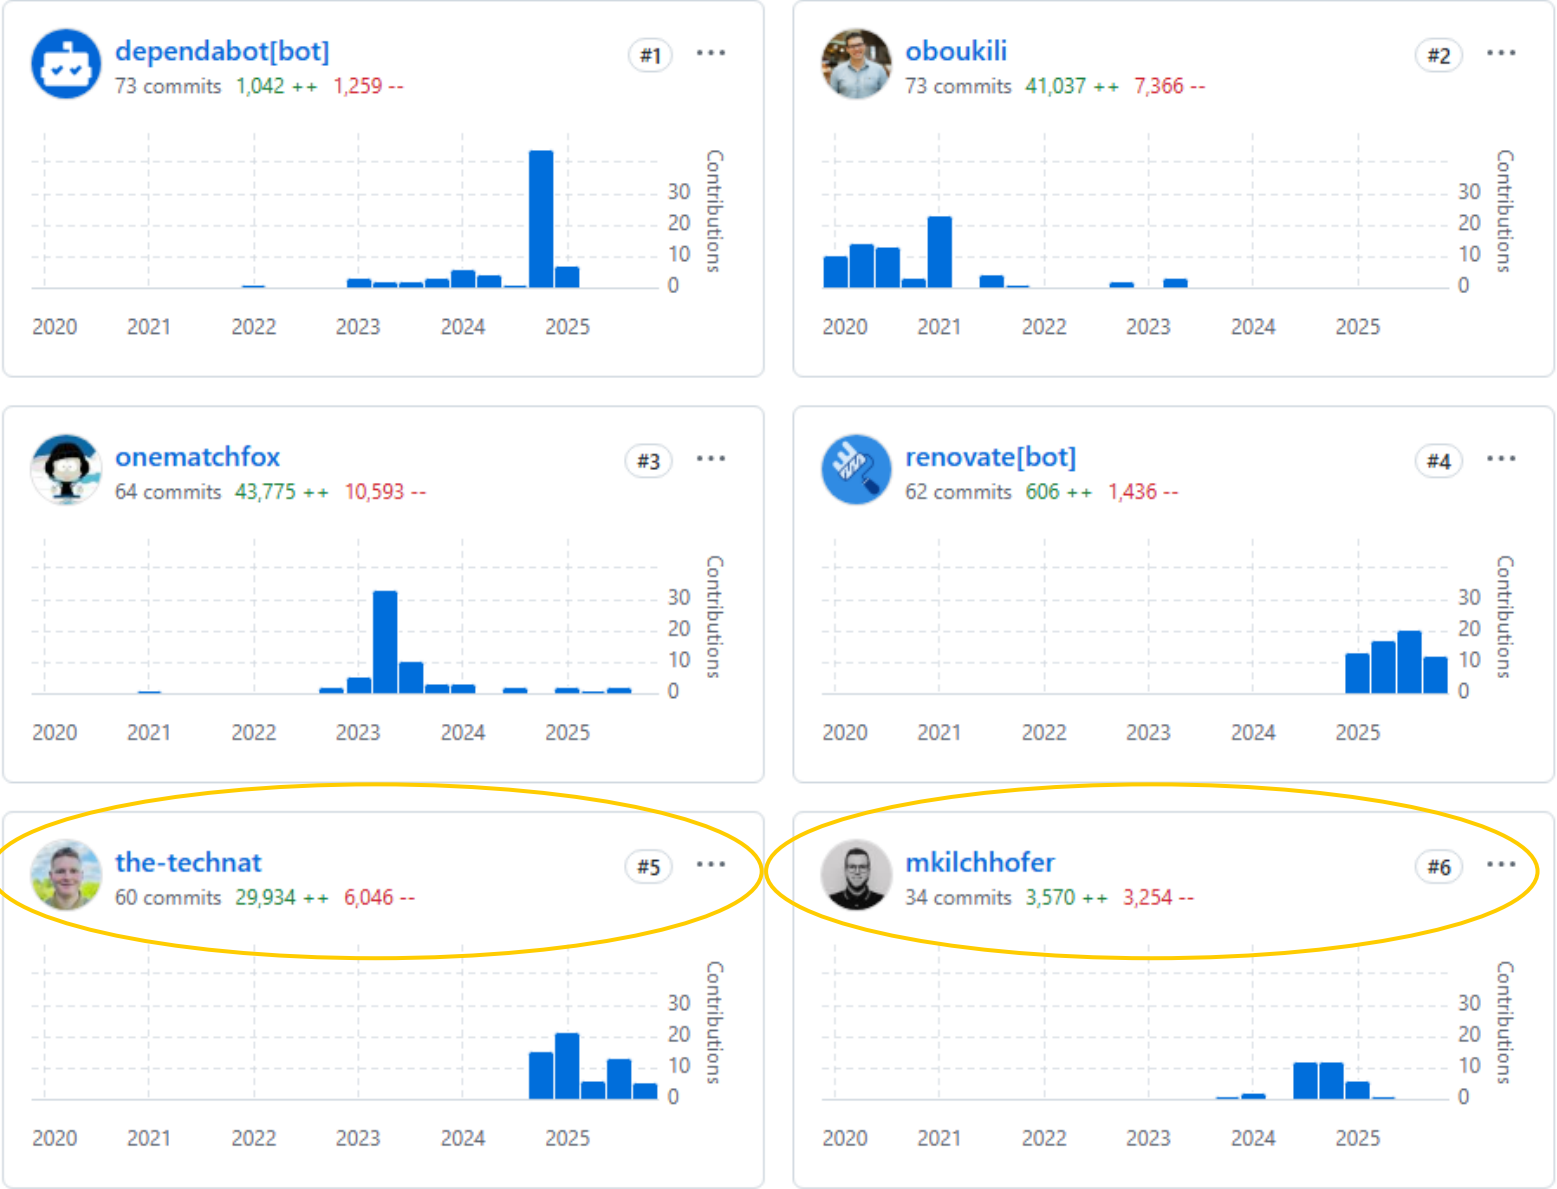 dependabot[bot]
#1
73 commits 1,042 ++ 1,259 --
Contributions
30
20
10
0
2020 2021 2022 2023 2024 2025
oboukili
#2
73 commits 41,037 ++ 7,366 --
Contributions
30
20
10
0
2020 2021 2022 2023 2024 2025
onematchfox
#3
64 commits 43,775 ++ 10,593 --
Contributions
30
20
10
0
2020 2021 2022 2023 2024 2025
renovate[bot]
#4
62 commits 606 ++ 1,436 --
Contributions
30
20
10
0
2020 2021 2022 2023 2024 2025
the-technat
#5
60 commits 29,934 ++ 6,046 --
Contributions
30
20
10
0
2020 2021 2022 2023 2024 2025
mkilchhofer
#6
34 commits 3,570 ++ 3,254 --
Contributions
30
20
10
0
2020 2021 2022 2023 2024 2025